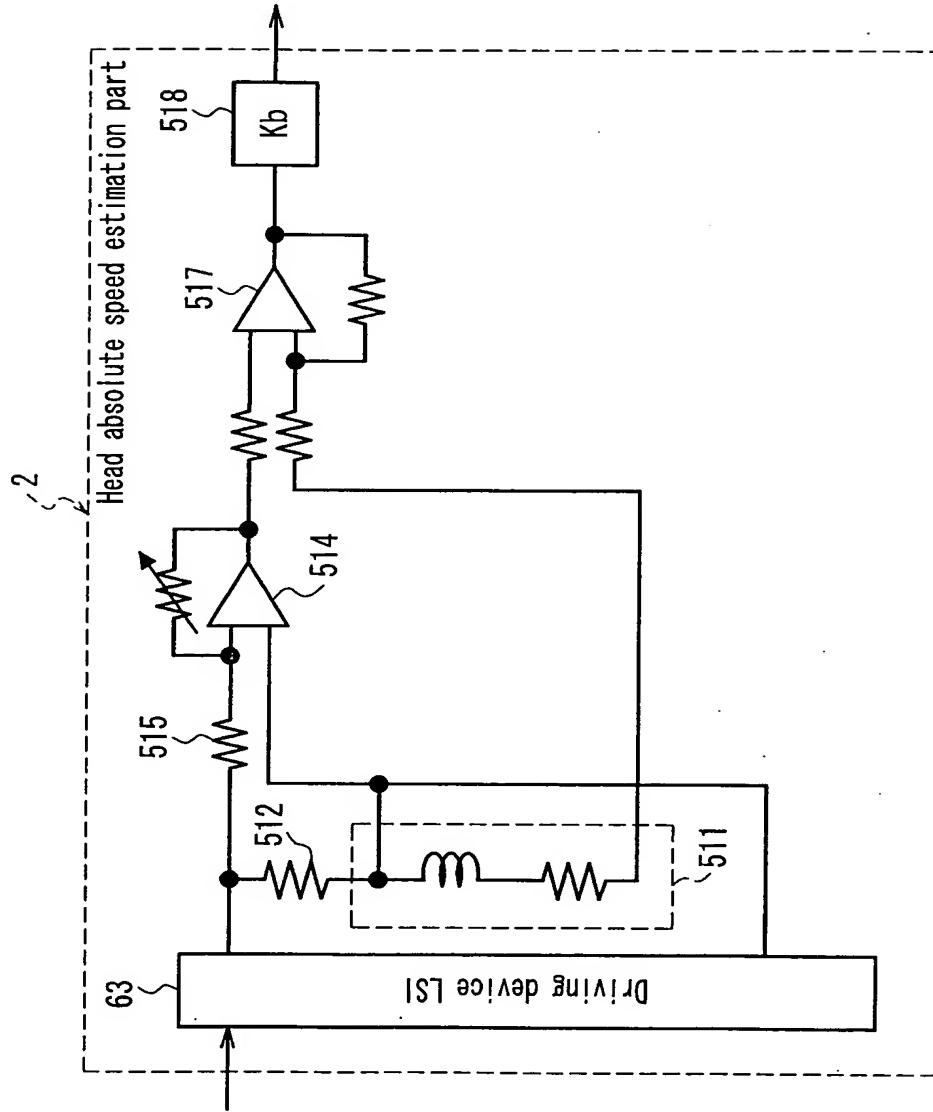 2
Head absolute speed estimation part
518
Kb
517
514
515
512
511
63
Driving device LSI